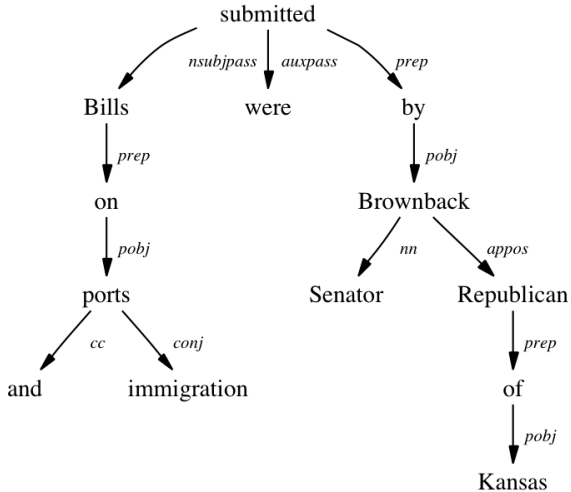 submitted
nsubjpass auxpass prep
Bills were by
prep pobj
on Brownback
pobj nn appos
ports Senator Republican
cc conj prep
and immigration of
pobj
Kansas